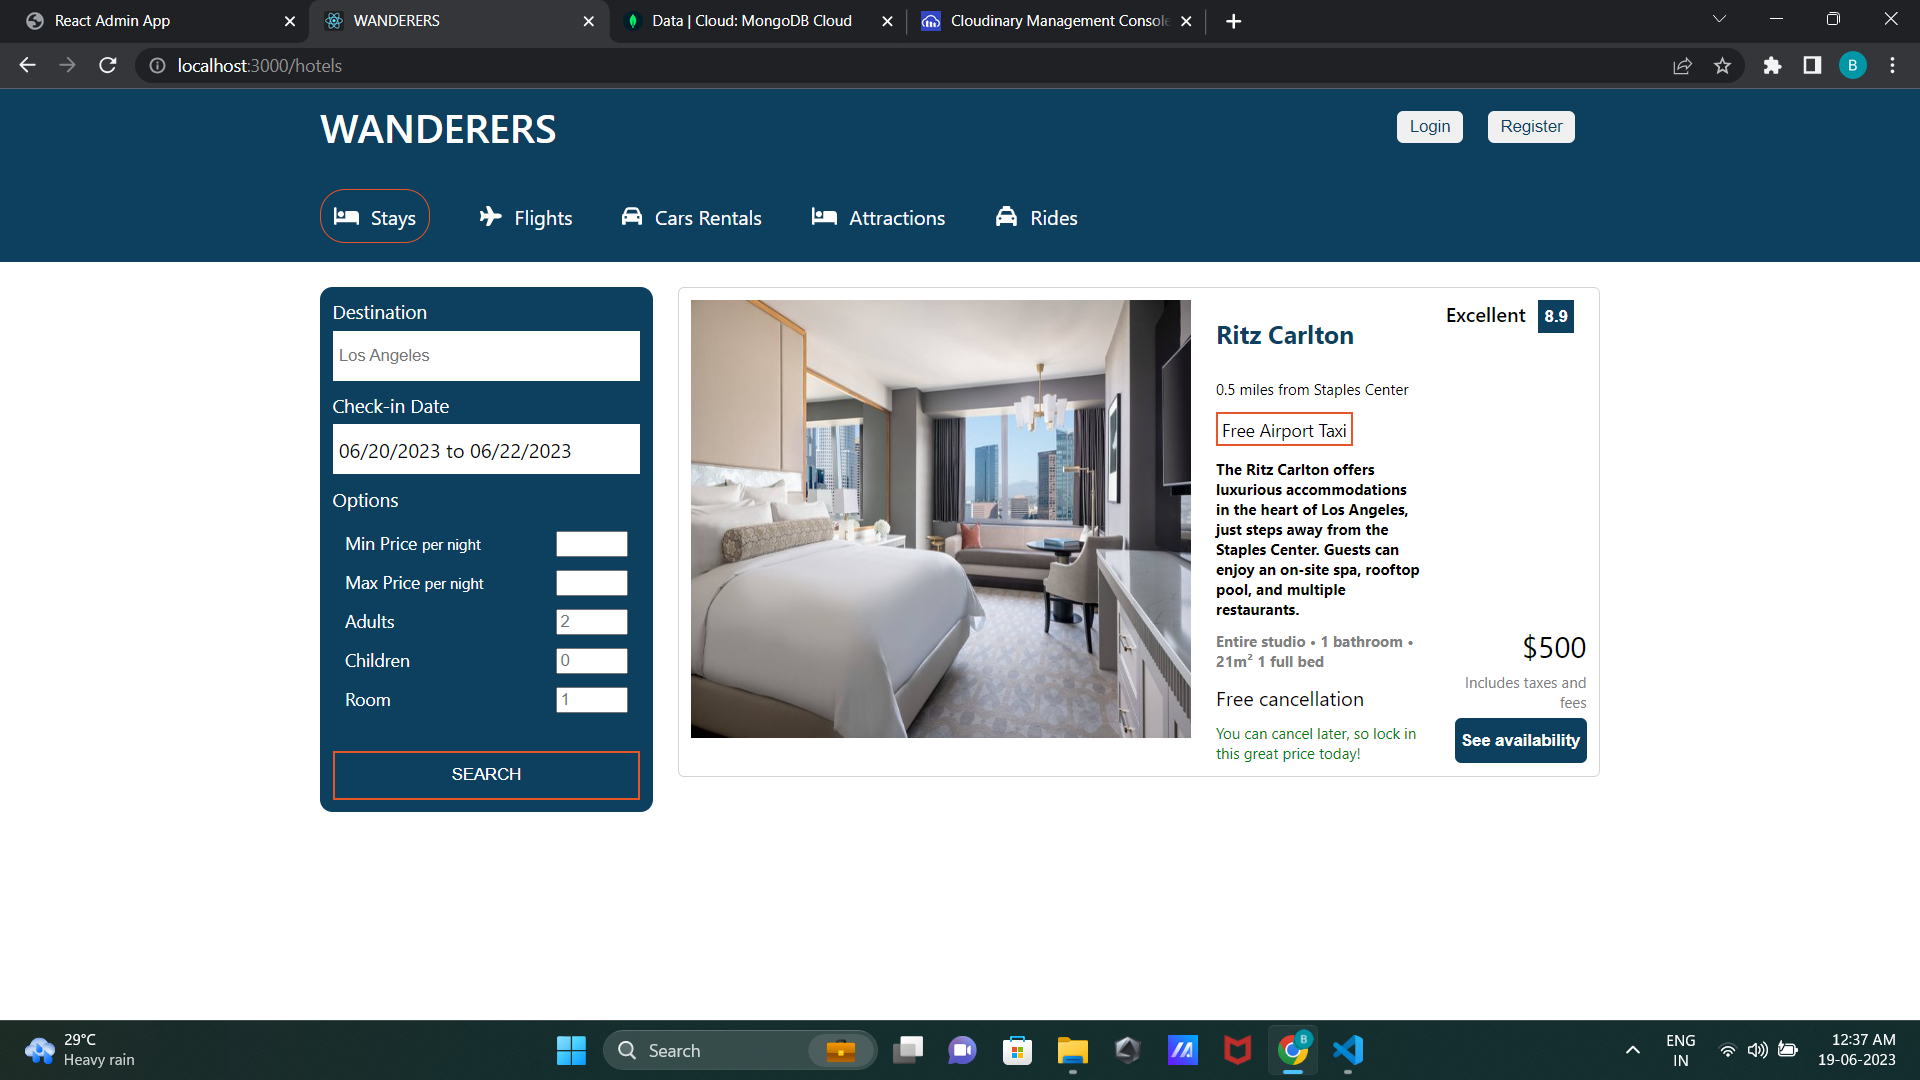 React Admin App
WANDERERS
Data | Cloud: MongoDB Cloud
Cloudinary Management Console
localhost:3000/hotels
B
WANDERERS
Login
Register
Stays
Flights
Cars Rentals
Attractions
Rides
Destination
Los Angeles
Check-in Date
06/20/2023 to 06/22/2023
Options
Min Price per night
Max Price per night
Adults
2
Children
0
Room
1
SEARCH
Ritz Carlton
Excellent
8.9
0.5 miles from Staples Center
Free Airport Taxi
The Ritz Carlton offers
luxurious accommodations
in the heart of Los Angeles,
just steps away from the
Staples Center. Guests can
enjoy an on-site spa, rooftop
pool, and multiple
restaurants.
Entire studio • 1 bathroom •
21m² 1 full bed
Free cancellation
You can cancel later, so lock in
this great price today!
$500
Includes taxes and
fees
See availability
29°C
Heavy rain
Search
B
ENG
IN
12:37 AM
19-06-2023